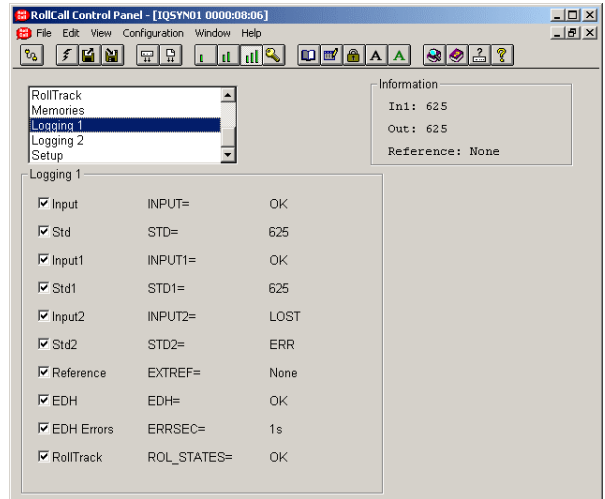 RollCall Control Panel - [IQSYN01 0000:08:06]
File Edit View Configuration Window Help
A A ?
RollTrack
Memories
Logging 1
Logging 2
Setup
Information
In1: 625
Out: 625
Reference: None
Logging 1
Input INPUT= OK
Std STD= 625
Input1 INPUT1= OK
Std1 STD1= 625
Input2 INPUT2= LOST
Std2 STD2= ERR
Reference EXTREF= None
EDH EDH= OK
EDH Errors ERRSEC= 1s
RollTrack ROL_STATES= OK